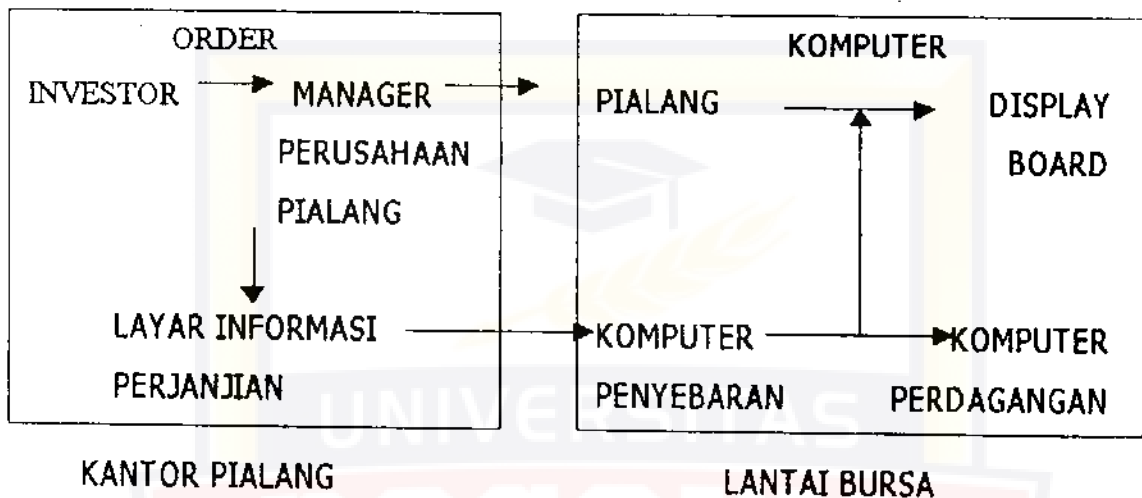 ORDER
INVESTOR MANAGER
PERUSAHAAN
PIALANG
LAYAR INFORMASI
PERJANJIAN
KANTOR PIALANG
KOMPUTER
PIALANG DISPLAY
BOARD
KOMPUTER KOMPUTER
PENYEBARAN PERDAGANGAN
LANTAI BURSA
UNIVERSITAS